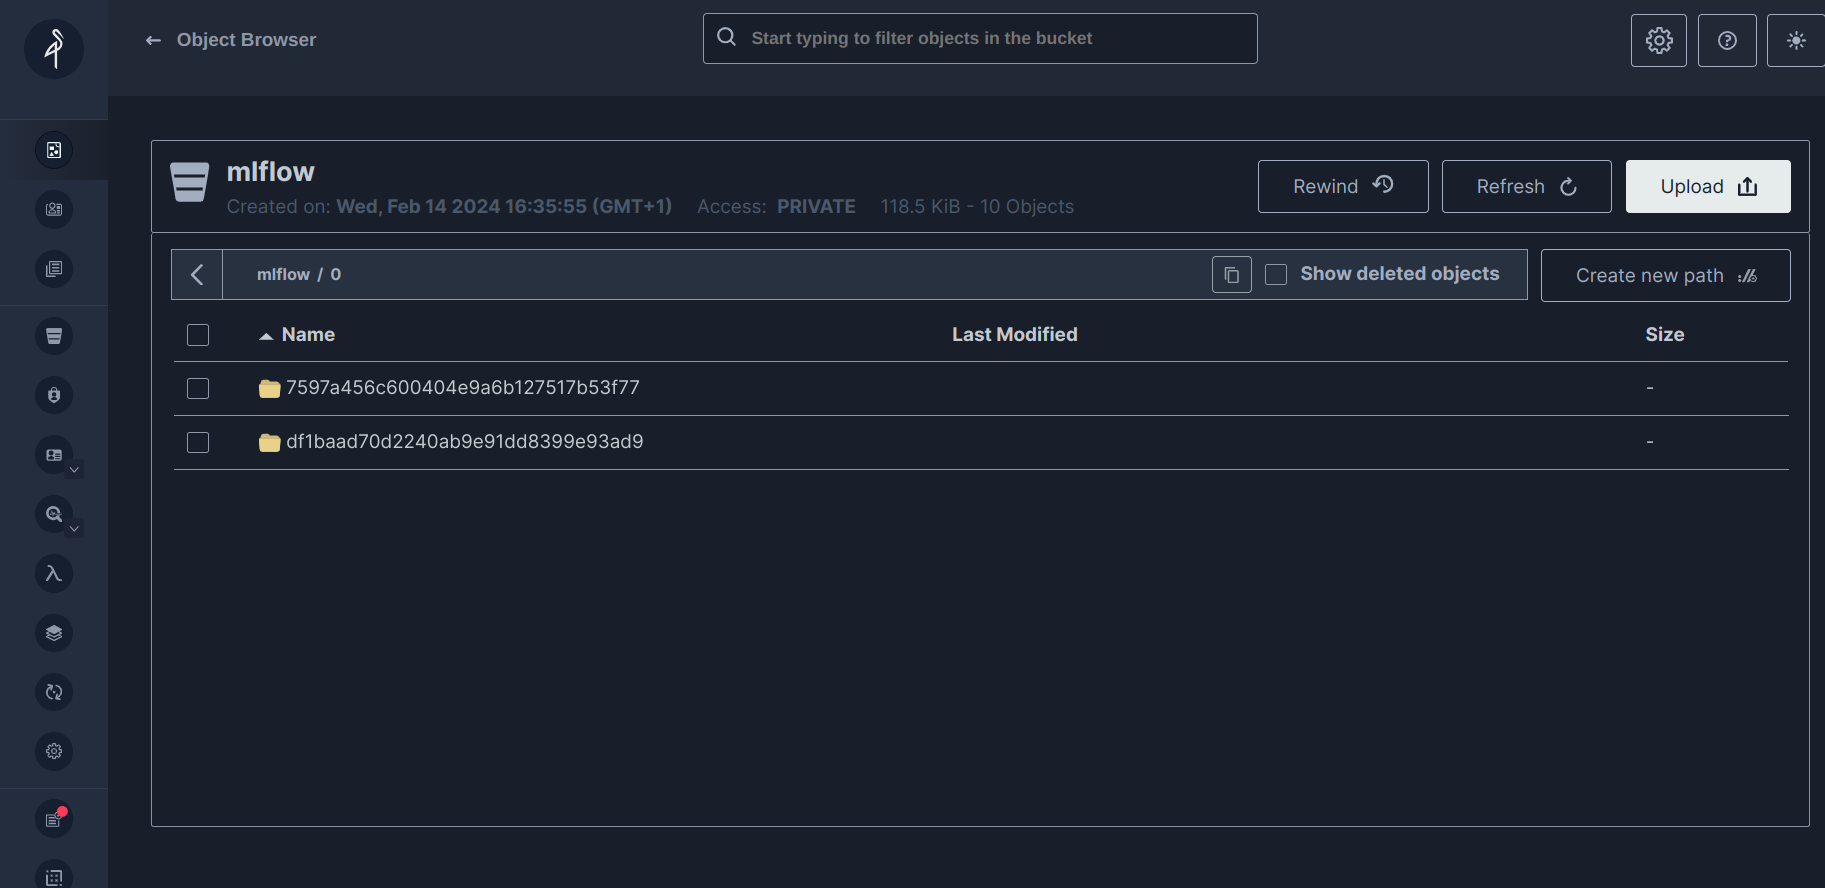 Object Browser
Start typing to filter objects in the bucket
mlflow
Created on: Wed, Feb 14 2024 16:35:55 (GMT+1) Access: PRIVATE 118.5 KiB - 10 Objects
Rewind
Refresh
Upload
mlflow / 0
Show deleted objects
Create new path
Name Last Modified Size
7597a456c600404e9a6b127517b53f77 -
df1baad70d2240ab9e91dd8399e93ad9 -